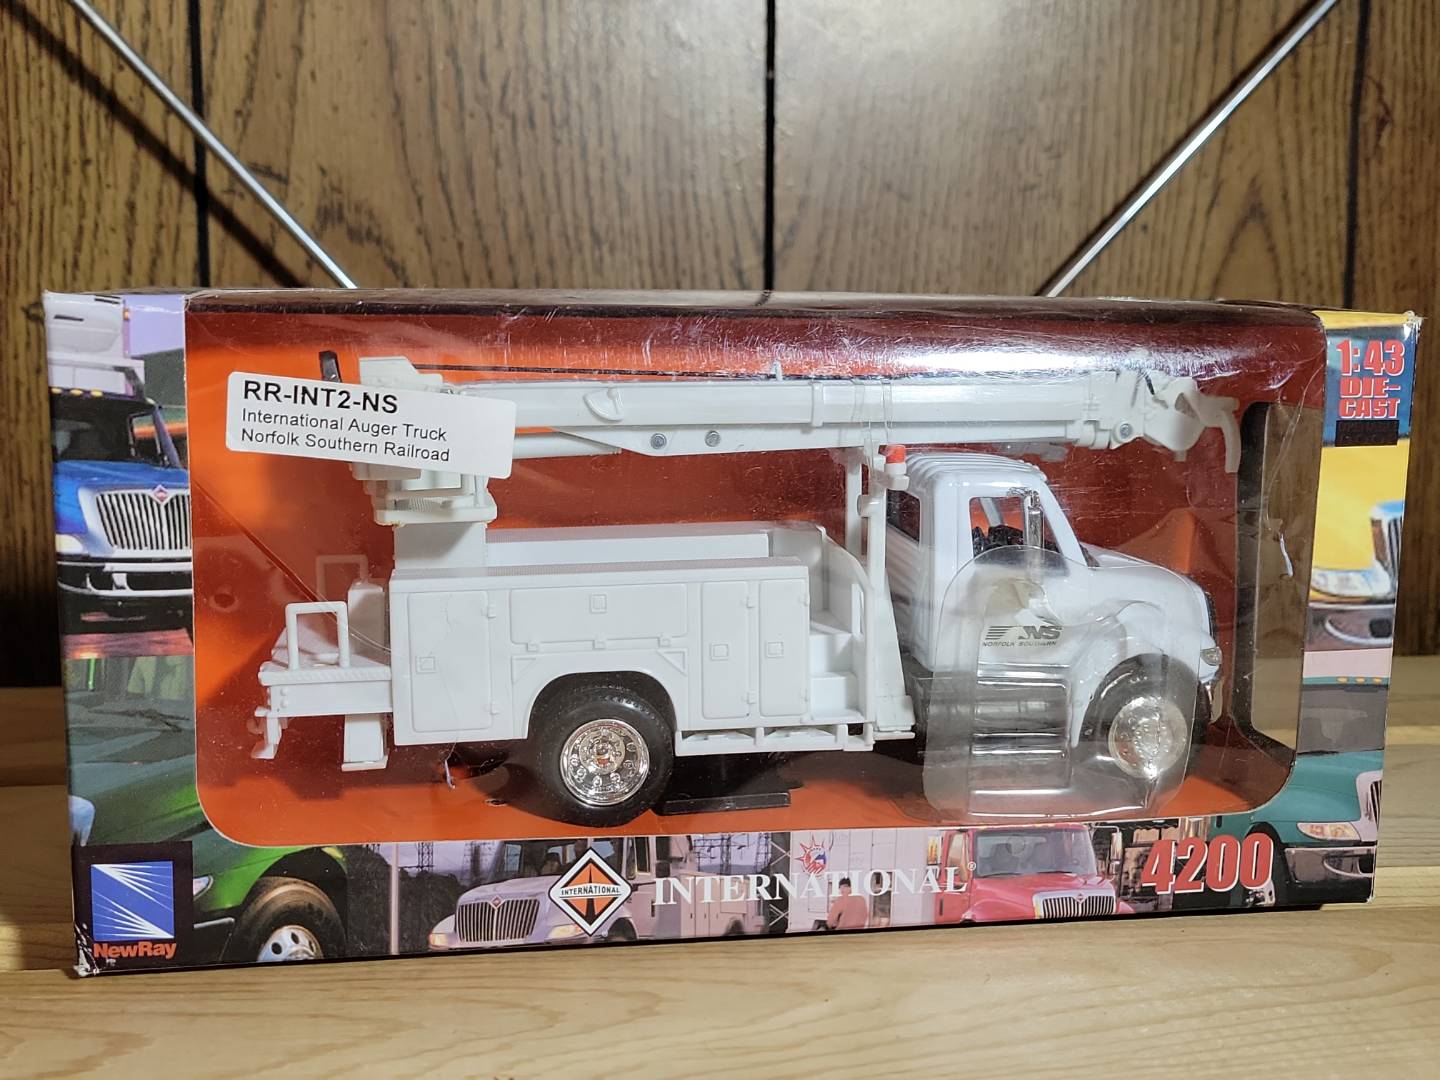 RR-INT2-NS
International Auger Truck
Norfolk Southern Railroad
1:43
DIE-
CAST
NS
NORFOLK SOUTHERN
NewRay
INTERNATIONAL
INTERNATIONAL®
4200